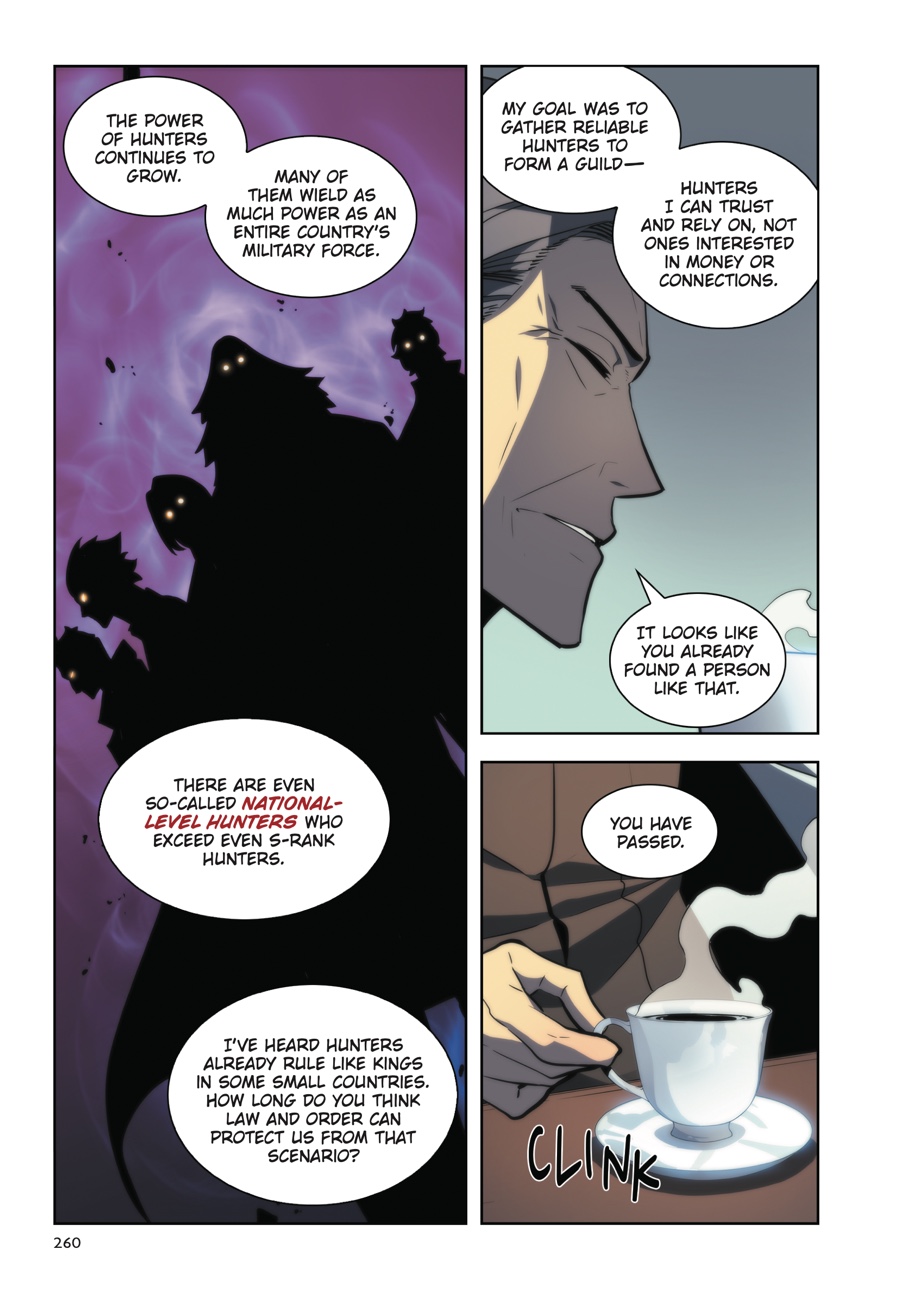 THE POWER
OF HUNTERS
CONTINUES TO
GROW.
MANY OF
THEM WIELD AS
MUCH POWER AS AN
ENTIRE COUNTRY'S
MILITARY FORCE.
THERE ARE EVEN
SO-CALLED NATIONAL-
LEVEL HUNTERS WHO
EXCEED EVEN S-RANK
HUNTERS.
I'VE HEARD HUNTERS
ALREADY RULE LIKE KINGS
IN SOME SMALL COUNTRIES.
HOW LONG DO YOU THINK
LAW AND ORDER CAN
PROTECT US FROM THAT
SCENARIO?
MY GOAL WAS TO
GATHER RELIABLE
HUNTERS TO
FORM A GUILD—
HUNTERS
I CAN TRUST
AND RELY ON, NOT
ONES INTERESTED
IN MONEY OR
CONNECTIONS.
IT LOOKS LIKE
YOU ALREADY
FOUND A PERSON
LIKE THAT.
YOU HAVE
PASSED.
CLINK
260